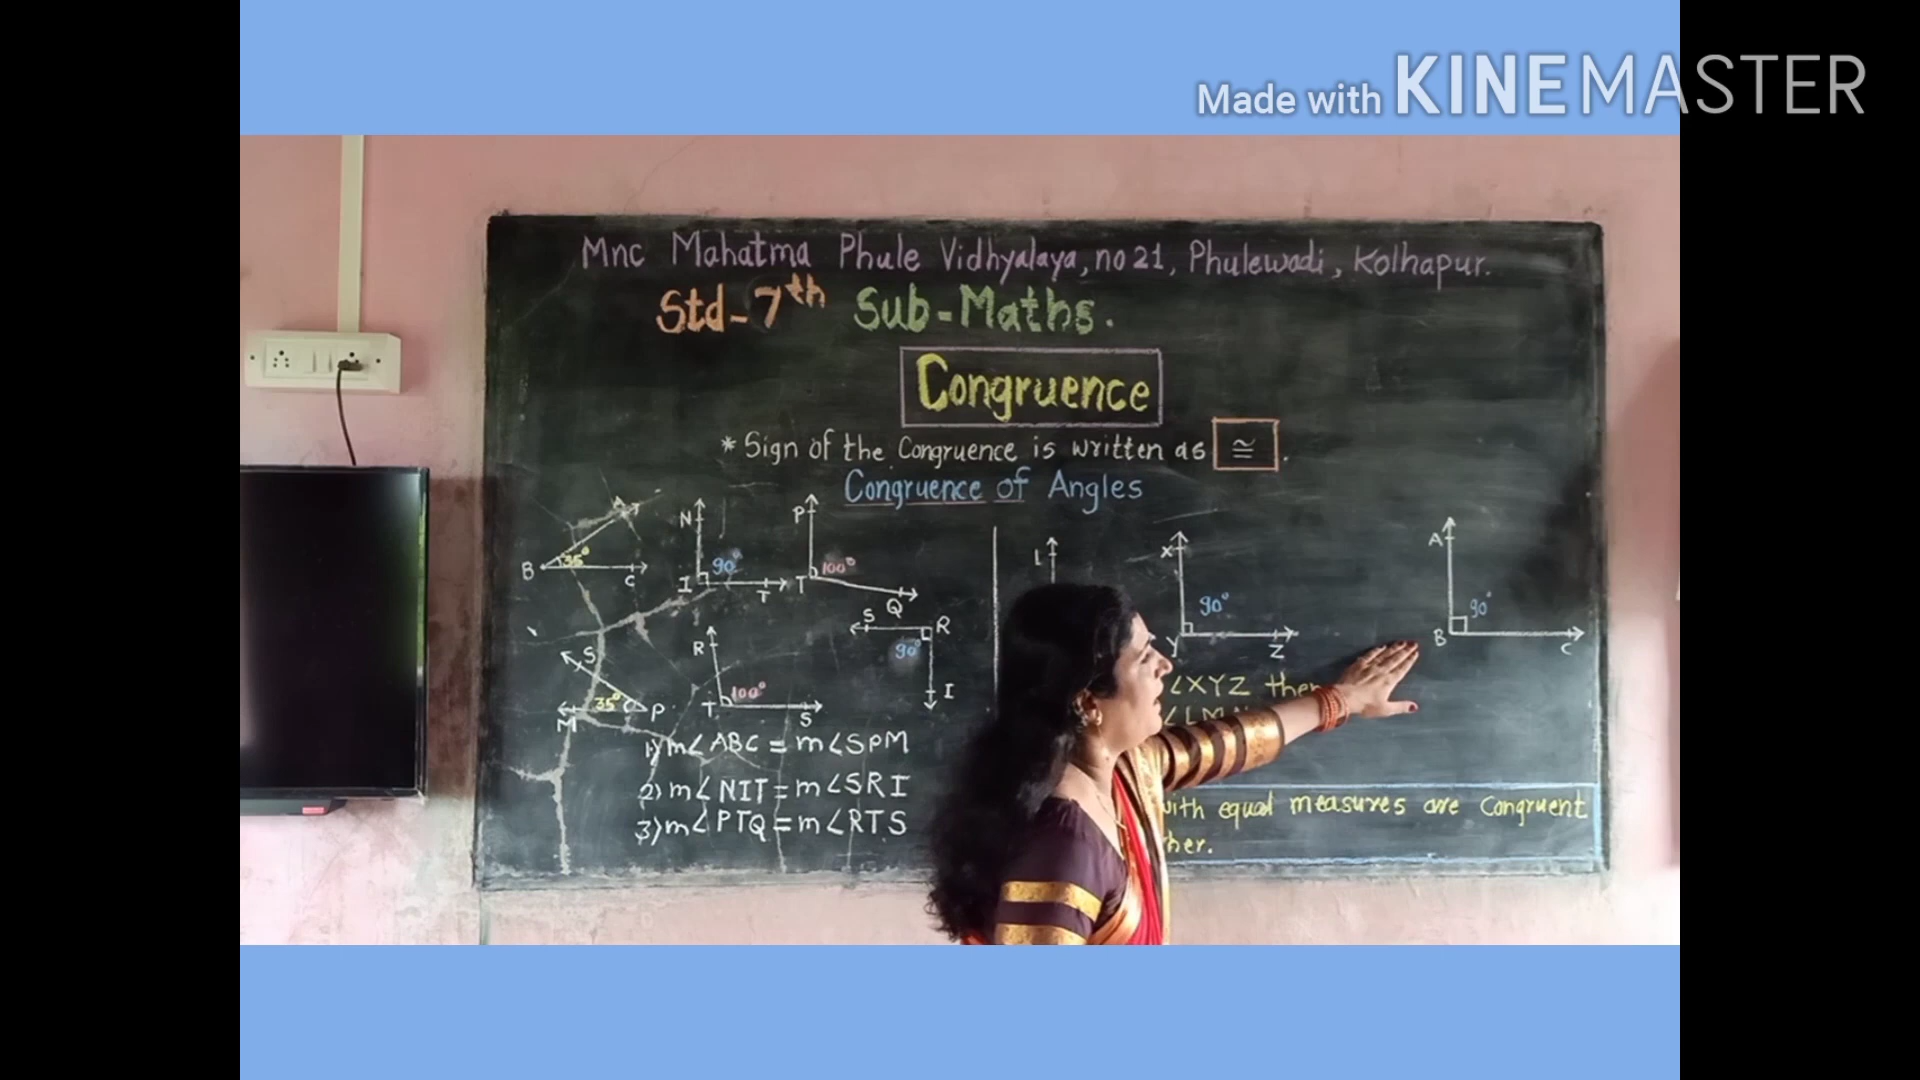 Made with KINEMASTER
Mnc Mahatma Phule Vidhyalaya, no 21, Phulewadi, Kolhapur.
Std-7th Sub-Maths.
Congruence
* Sign of the Congruence is written as ≅ .
Congruence of Angles
A
B
35°
C
N
I
90°
T
P
T
100°
Q
S
R
90°
I
S
35°
M
P
R
T
100°
S
L
X
90°
Y
Z
A
90°
B
C
∠XYZ then
1) m∠ABC = m∠SPM
2) m∠NIT = m∠SRI
3) m∠PTQ = m∠RTS
with equal measures are Congruent